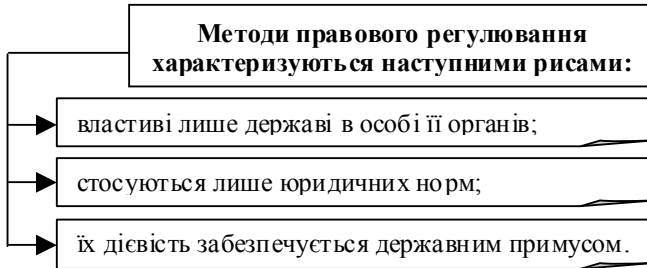 Методи правового регулювання
характеризуються наступними рисами:
властиві лише державі в особі її органів;
стосуються лише юридичних норм;
їх дієвість забезпечується державним примусом.